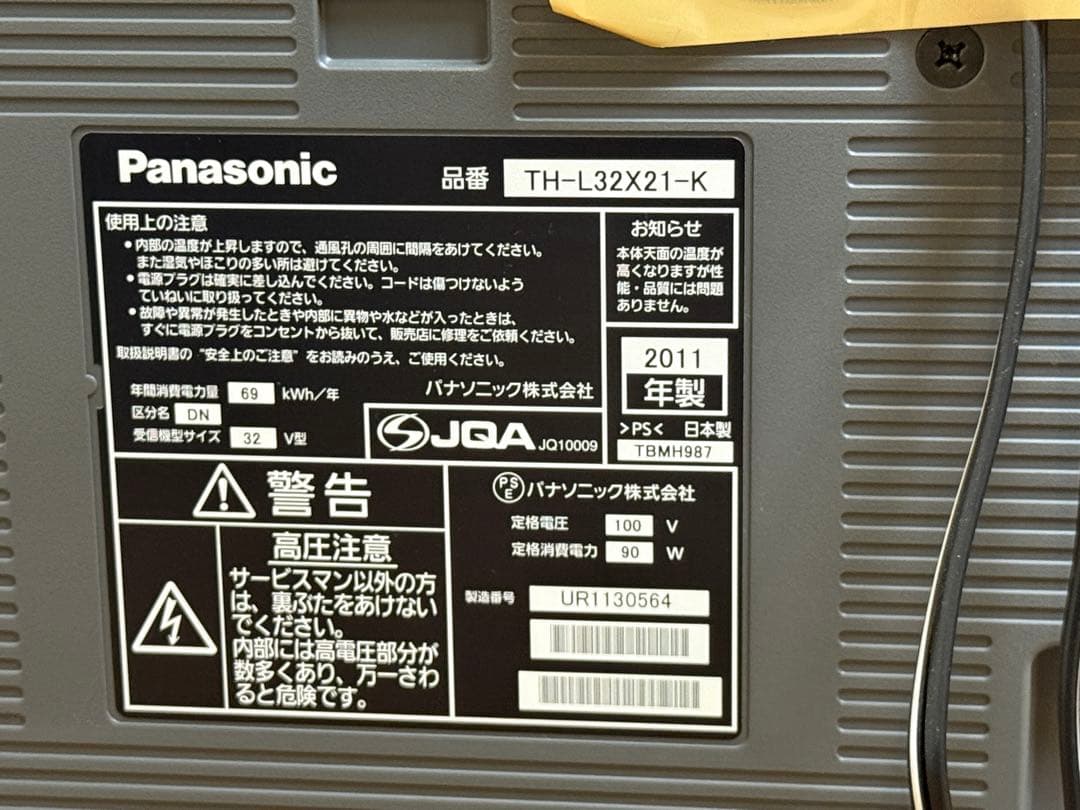 Panasonic
品番 TH-L32X21-K
使用上の注意
●内部の温度が上昇しますので、通風孔の周囲に間隔をあけてください。
また湿気やほこりの多い所は避けてください。
●電源プラグは確実に差し込んでください。コードは傷つけないよう
ていねいに取り扱ってください。
●故障や異常が発生したときや内部に異物や水などが入ったときは、
すぐに電源プラグをコンセントから抜いて、販売店に修理をご依頼ください。
取扱説明書の “安全上のご注意” をお読みのうえ、ご使用ください。
年間消費電力量 69 kWh/年
区分名 DN
受信機型サイズ 32 V型
パナソニック株式会社
JQA JQ10009
お知らせ
本体天面の温度が
高くなりますが性
能・品質には問題
ありません。
2011
年製
>PS< 日本製
TBMH987
警告
高圧注意
サービスマン以外の方
は、裏ぶたをあけない
でください。
内部には高電圧部分が
数多くあり、万一さわ
ると危険です。
PSE パナソニック株式会社
定格電圧 100 V
定格消費電力 90 W
製造番号 UR1130564